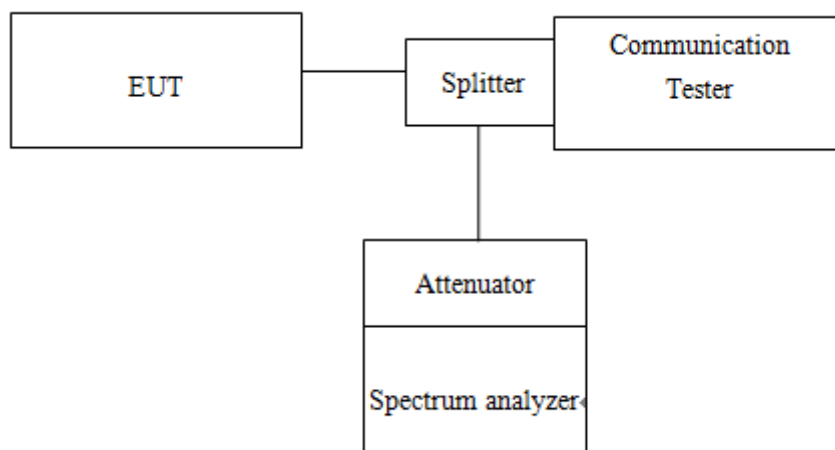 EUT
Splitter
Communication
Tester
Attenuator
Spectrum analyzer